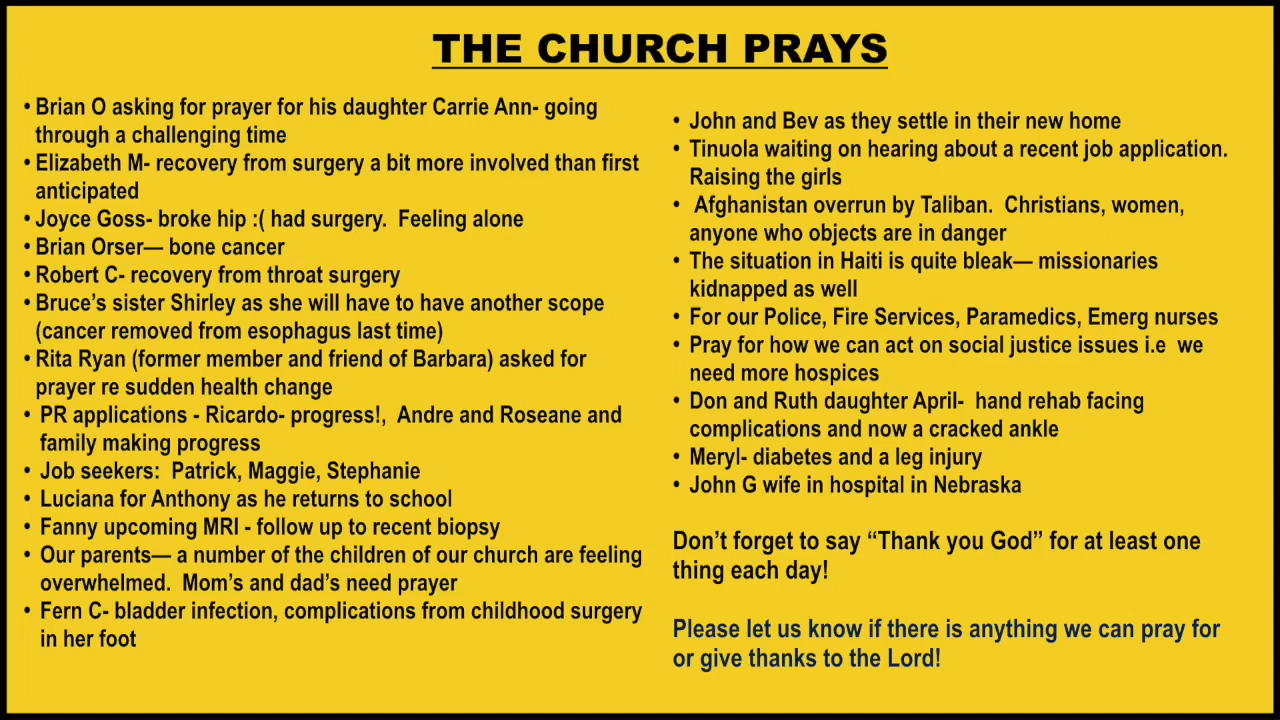 THE CHURCH PRAYS
• Brian O asking for prayer for his daughter Carrie Ann- going
through a challenging time
• Elizabeth M- recovery from surgery a bit more involved than first
anticipated
• Joyce Goss- broke hip :( had surgery.  Feeling alone
• Brian Orser— bone cancer
• Robert C- recovery from throat surgery
• Bruce’s sister Shirley as she will have to have another scope
(cancer removed from esophagus last time)
• Rita Ryan (former member and friend of Barbara) asked for
prayer re sudden health change
• PR applications - Ricardo- progress!,  Andre and Roseane and
family making progress
• Job seekers:  Patrick, Maggie, Stephanie
• Luciana for Anthony as he returns to school
• Fanny upcoming MRI - follow up to recent biopsy
• Our parents— a number of the children of our church are feeling
overwhelmed.  Mom’s and dad’s need prayer
• Fern C- bladder infection, complications from childhood surgery
in her foot
• John and Bev as they settle in their new home
• Tinuola waiting on hearing about a recent job application.
Raising the girls
• Afghanistan overrun by Taliban.  Christians, women,
anyone who objects are in danger
• The situation in Haiti is quite bleak— missionaries
kidnapped as well
• For our Police, Fire Services, Paramedics, Emerg nurses
• Pray for how we can act on social justice issues i.e  we
need more hospices
• Don and Ruth daughter April-  hand rehab facing
complications and now a cracked ankle
• Meryl- diabetes and a leg injury
• John G wife in hospital in Nebraska
Don’t forget to say “Thank you God” for at least one
thing each day!
Please let us know if there is anything we can pray for
or give thanks to the Lord!